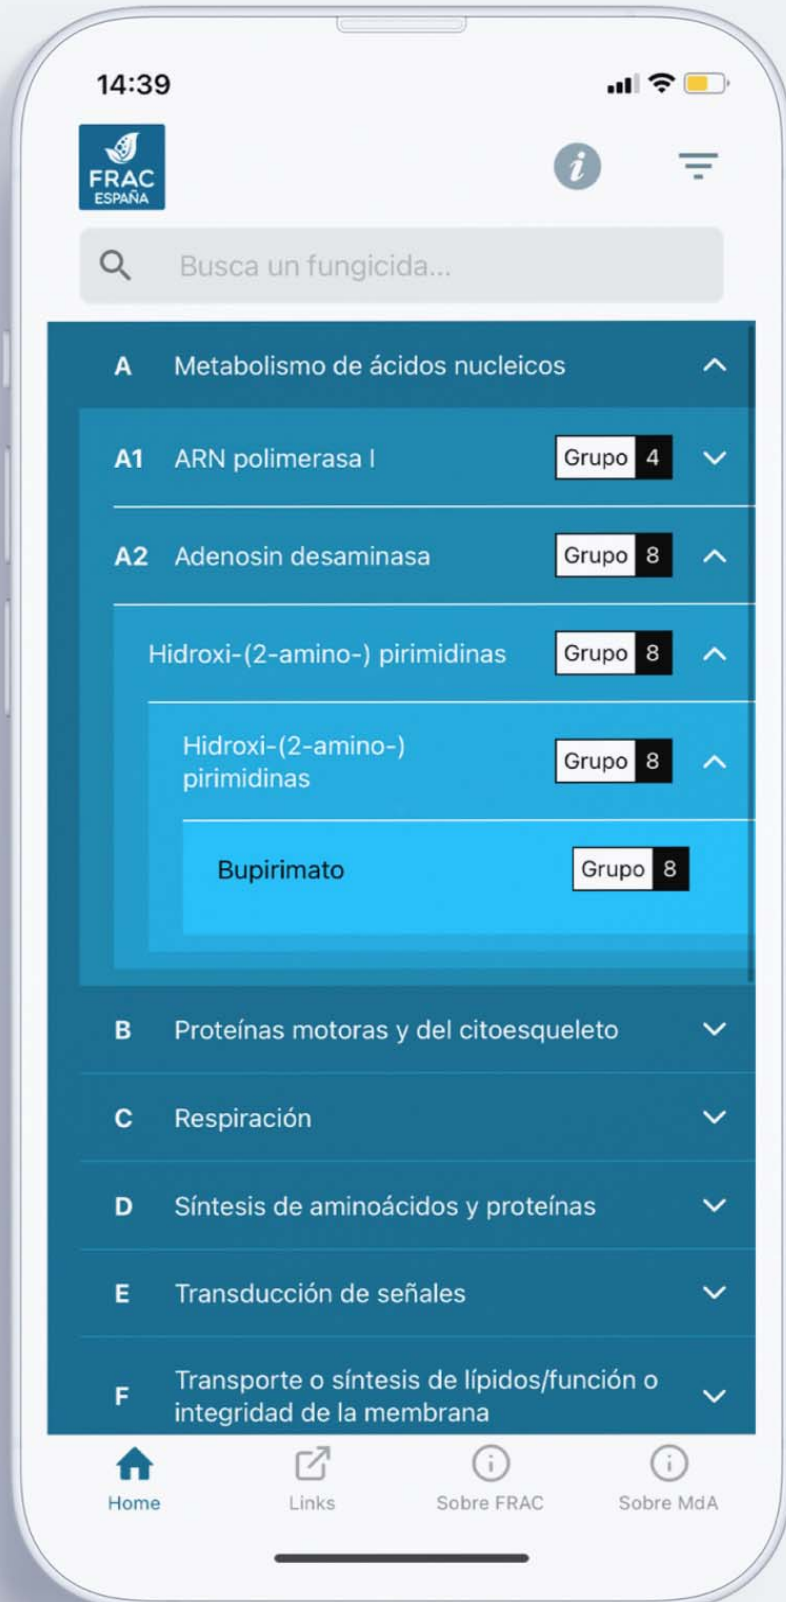 14:39
FRAC
ESPAÑA
Busca un fungicida...
A Metabolismo de ácidos nucleicos
A1 ARN polimerasa I Grupo 4
A2 Adenosin desaminasa Grupo 8
Hidroxi-(2-amino-) pirimidinas Grupo 8
Hidroxi-(2-amino-)
pirimidinas Grupo 8
Bupirimato Grupo 8
B Proteínas motoras y del citoesqueleto
C Respiración
D Síntesis de aminoácidos y proteínas
E Transducción de señales
F Transporte o síntesis de lípidos/función o
integridad de la membrana
Home Links Sobre FRAC Sobre MdA